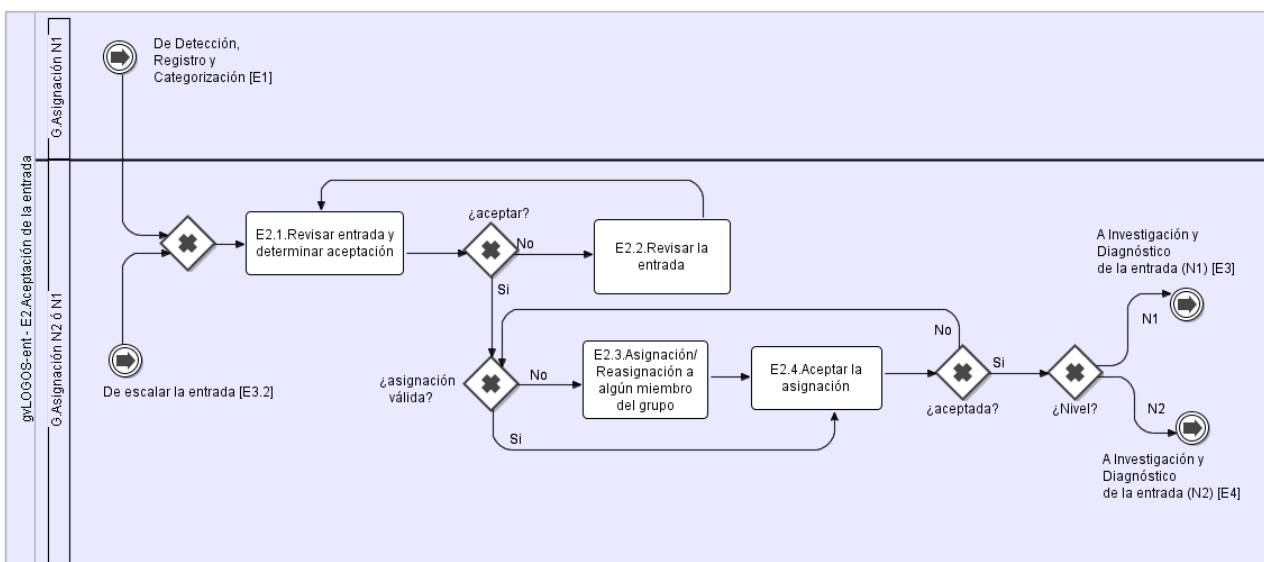 gvLOGOS-ent - E2.Aceptación de la entrada
G.Asignación N1
De Detección,
Registro y
Categorización [E1]
G.Asignación N2 ó N1
E2.1.Revisar entrada y
determinar aceptación
¿aceptar?
No
E2.2.Revisar la
entrada
Si
De escalar la entrada [E3.2]
¿asignación
válida?
No
E2.3.Asignación/
Reasignación a
algún miembro
del grupo
E2.4.Aceptar la
asignación
Si
No
¿aceptada?
Si
¿Nivel?
N1
A Investigación y
Diagnóstico
de la entrada (N1) [E3]
N2
A Investigación y
Diagnóstico
de la entrada (N2) [E4]